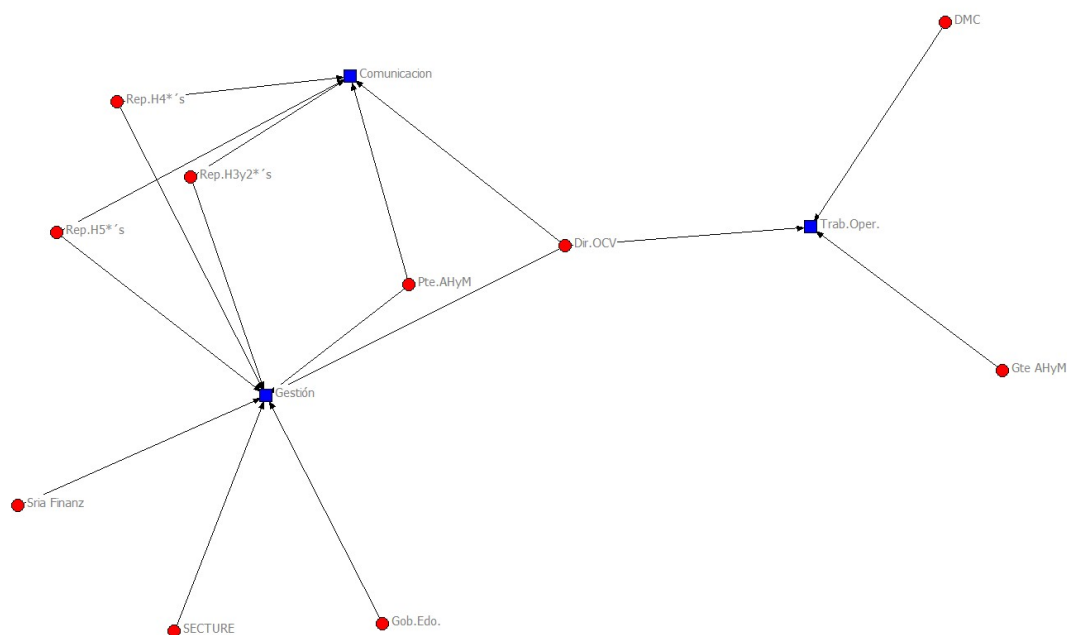 DMC
Comunicacion
Rep.H4*´s
Rep.H3y2*´s
Trab.Oper.
Rep.H5*´s
Dir.OCV
Pte.AHyM
Gte AHyM
Gestión
Sria Finanz
Gob.Edo.
SECTURE